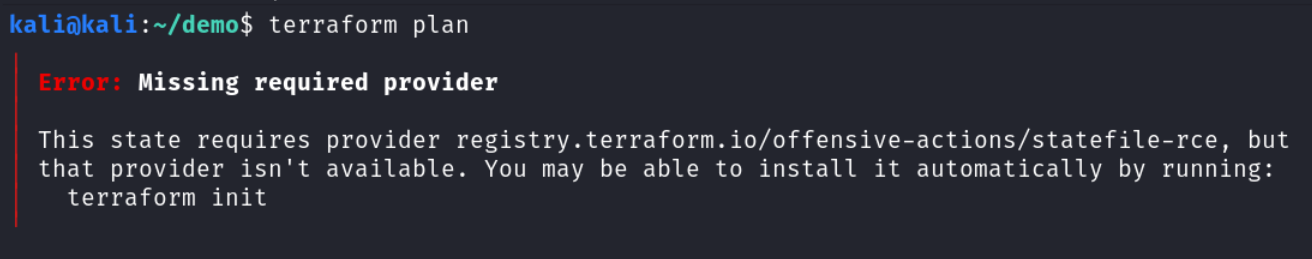 kali@kali:~/demo$ terraform plan
Error: Missing required provider
This state requires provider registry.terraform.io/offensive-actions/statefile-rce, but
that provider isn't available. You may be able to install it automatically by running:
terraform init